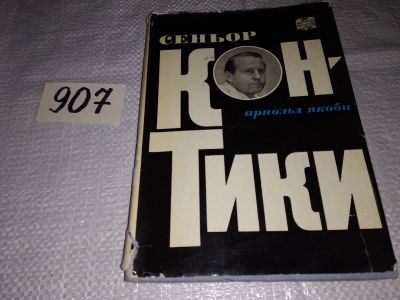 907
СЕНЬОР
КОН-
арнольд якоби
Тики